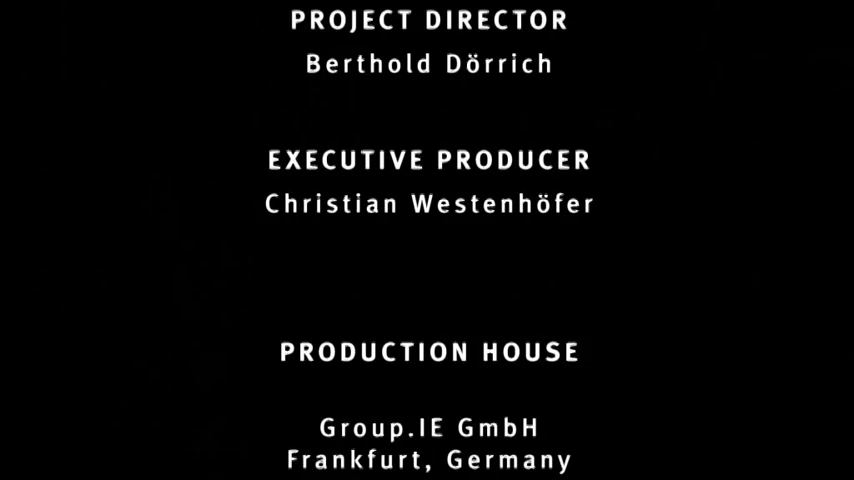 PROJECT DIRECTOR
Berthold Dörrich
EXECUTIVE PRODUCER
Christian Westenhöfer
PRODUCTION HOUSE
Group.IE GmbH
Frankfurt, Germany